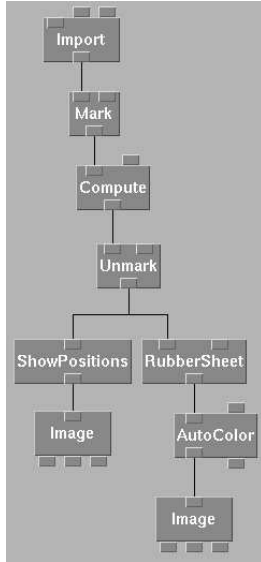 Import
Mark
Compute
Unmark
ShowPositions
RubberSheet
Image
AutoColor
Image